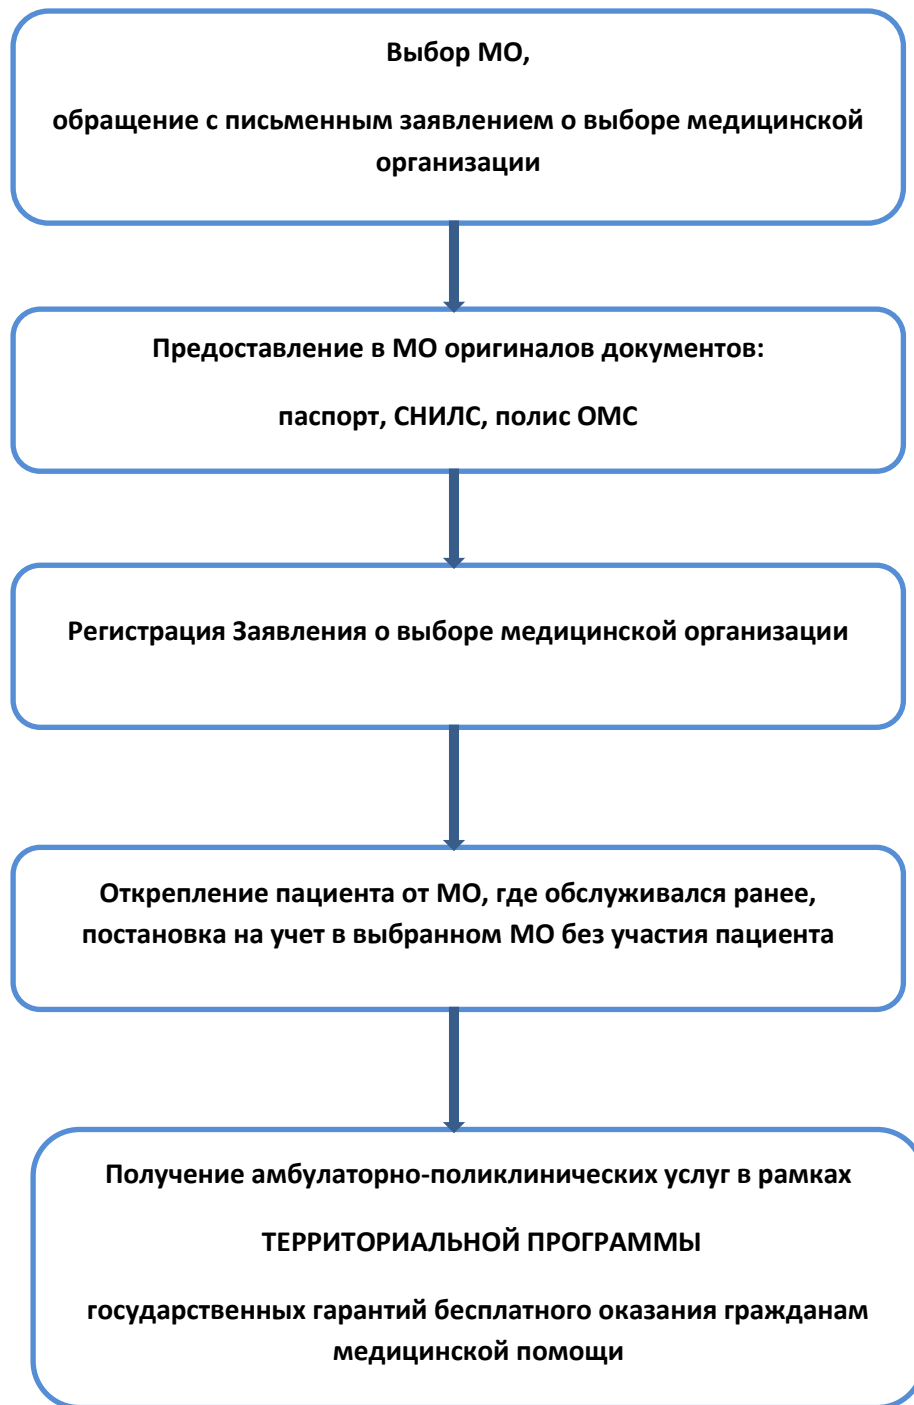 Выбор МО,
обращение с письменным заявлением о выборе медицинской
организации
Предоставление в МО оригиналов документов:
паспорт, СНИЛС, полис ОМС
Регистрация Заявления о выборе медицинской организации
Открепление пациента от МО, где обслуживался ранее,
постановка на учет в выбранном МО без участия пациента
Получение амбулаторно-поликлинических услуг в рамках
ТЕРРИТОРИАЛЬНОЙ ПРОГРАММЫ
государственных гарантий бесплатного оказания гражданам
медицинской помощи